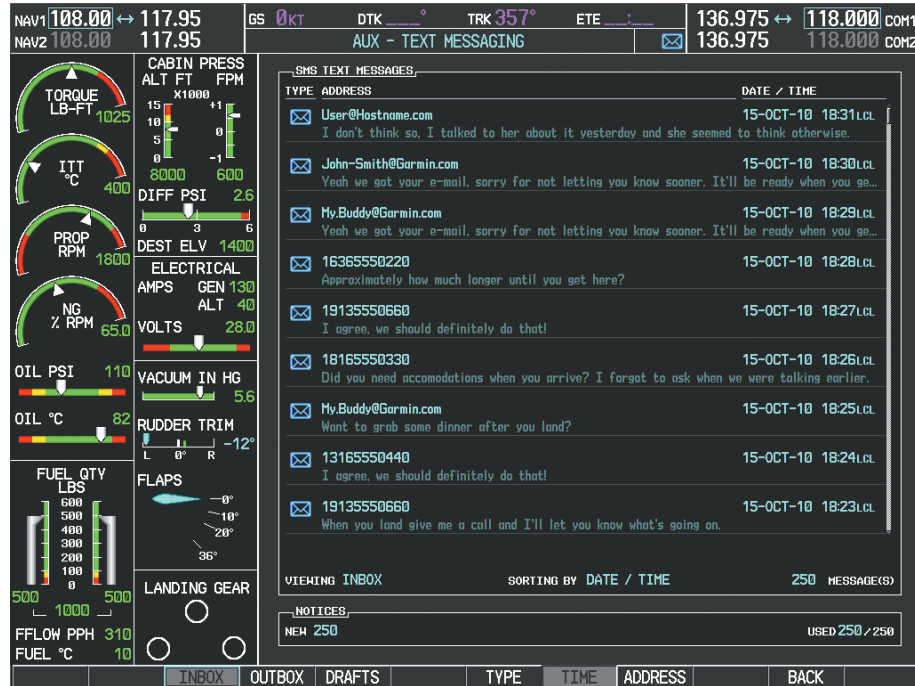 NAV1 108.00 ↔ 117.95 GS 0KT DTK ___° TRK 357° ETE __:__ 136.975 ↔ 118.000 COM1
NAV2 108.00 117.95 AUX - TEXT MESSAGING 136.975 118.000 COM2
TORQUE
LB-FT 1025
ITT
°C 400
PROP
RPM 1800
NG
% RPM 65.0
OIL PSI 110
OIL °C 82
FUEL QTY
LBS
600
500
400
300
200
100
0
500 500
1000
FFLOW PPH 310
FUEL °C 10
CABIN PRESS
ALT FT FPM
X1000
15 +1
10 0
5
0 -1
8000 600
DIFF PSI 2.6
0 3 6
DEST ELV 1400
ELECTRICAL
AMPS GEN 130
ALT 40
VOLTS 28.0
VACUUM IN HG
5.6
RUDDER TRIM
-12°
L 0° R
FLAPS
0°
10°
20°
36°
LANDING GEAR
SMS TEXT MESSAGES
TYPE ADDRESS DATE / TIME
User@Hostname.com 15-OCT-10 18:31LCL
I don't think so, I talked to her about it yesterday and she seemed to think otherwise.
John-Smith@Garmin.com 15-OCT-10 18:30LCL
Yeah we got your e-mail, sorry for not letting you know sooner. It'll be ready when you ge...
My.Buddy@Garmin.com 15-OCT-10 18:29LCL
Yeah we got your e-mail, sorry for not letting you know sooner. It'll be ready when you ge...
16365550220 15-OCT-10 18:28LCL
Approximately how much longer until you get here?
19135550660 15-OCT-10 18:27LCL
I agree, we should definitely do that!
18165550330 15-OCT-10 18:26LCL
Did you need accomodations when you arrive? I forgot to ask when we were talking earlier.
My.Buddy@Garmin.com 15-OCT-10 18:25LCL
Want to grab some dinner after you land?
13165550440 15-OCT-10 18:24LCL
I agree, we should definitely do that!
19135550660 15-OCT-10 18:23LCL
When you land give me a call and I'll let you know what's going on.
VIEWING INBOX SORTING BY DATE / TIME 250 MESSAGE(S)
NOTICES
NEW 250 USED 250/250
INBOX OUTBOX DRAFTS TYPE TIME ADDRESS BACK